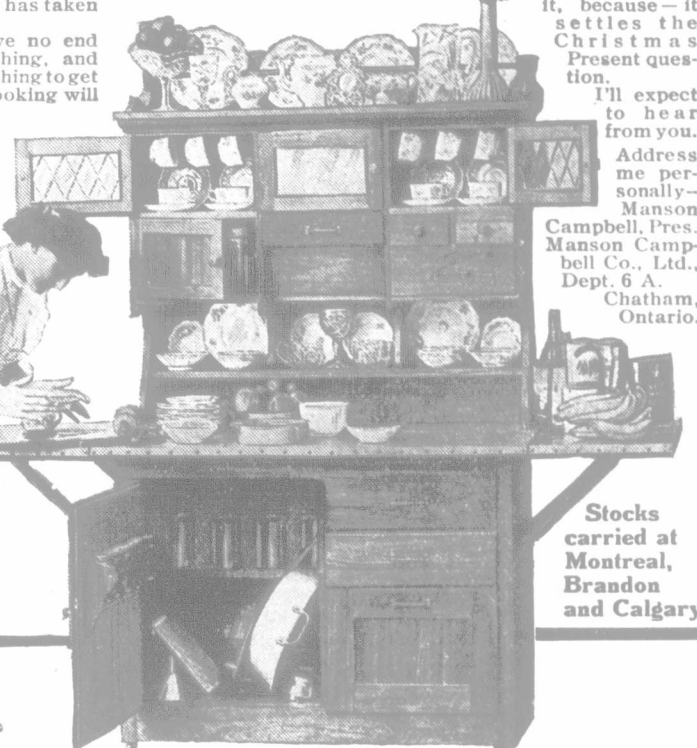 has taken
ve no end
hing, and
hing to get
ooking will
it, because — it
settles the
Christmas
Present ques-
tion.
I'll expect
to hear
from you.
Address
me per-
sonally—
Manson
Campbell, Pres.
Manson Camp-
bell Co., Ltd.,
Dept. 6 A.
Chatham,
Ontario.
Stocks
carried at
Montreal,
Brandon
and Calgary